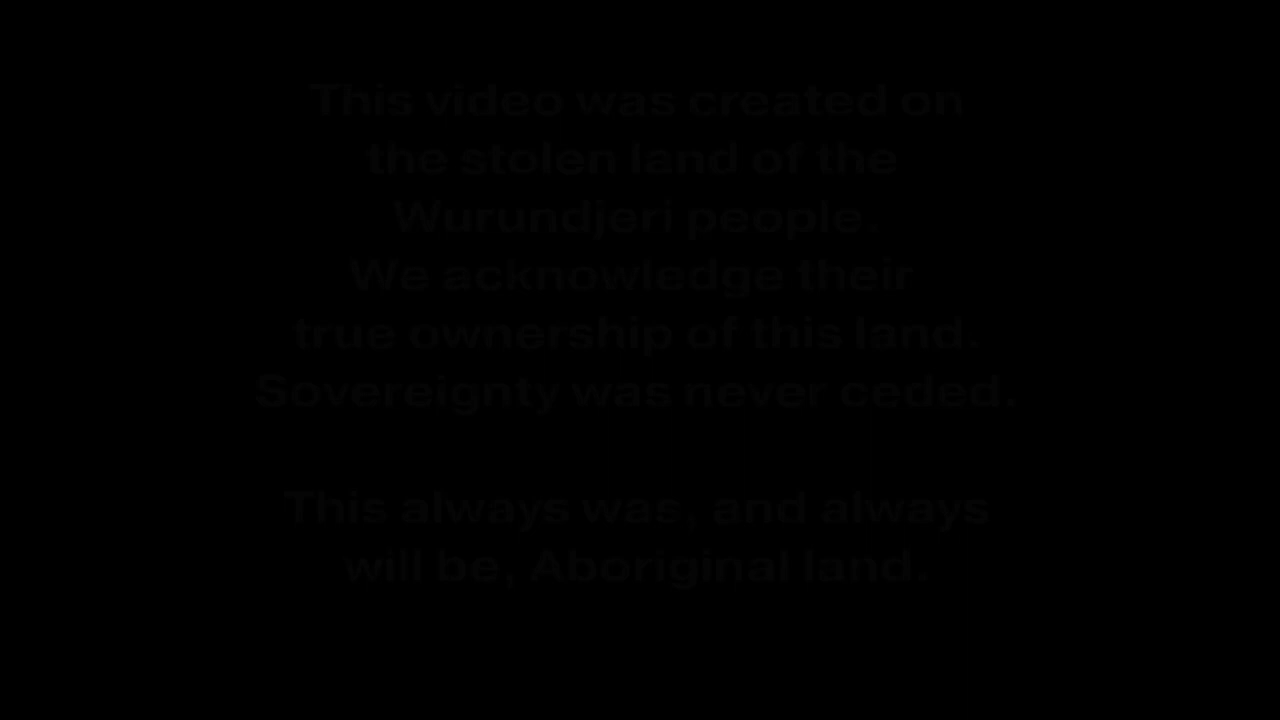 This video was created on
the stolen land of the
Wurundjeri people.
We acknowledge their
true ownership of this land.
Sovereignty was never ceded.
This always was, and always
will be, Aboriginal land.